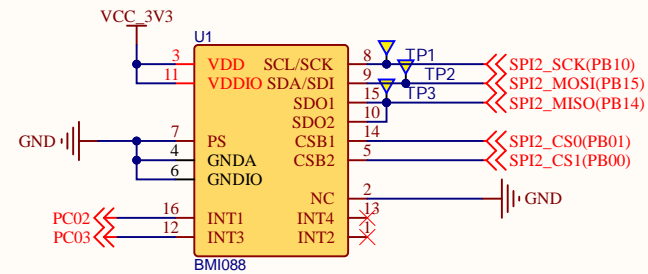 VCC_3V3
U1
3 VDD SCL/SCK 8 TP1 SPI2_SCK(PB10)
11 VDDIO SDA/SDI 9 TP2 SPI2_MOSI(PB15)
SDO1 15 TP3 SPI2_MISO(PB14)
SDO2 10
GND 7 PS CSB1 14 SPI2_CS0(PB01)
4 GNDA CSB2 5 SPI2_CS1(PB00)
6 GNDIO
NC 2 GND
PC02 16 INT1 INT4 13
PC03 12 INT3 INT2 1
BMI088